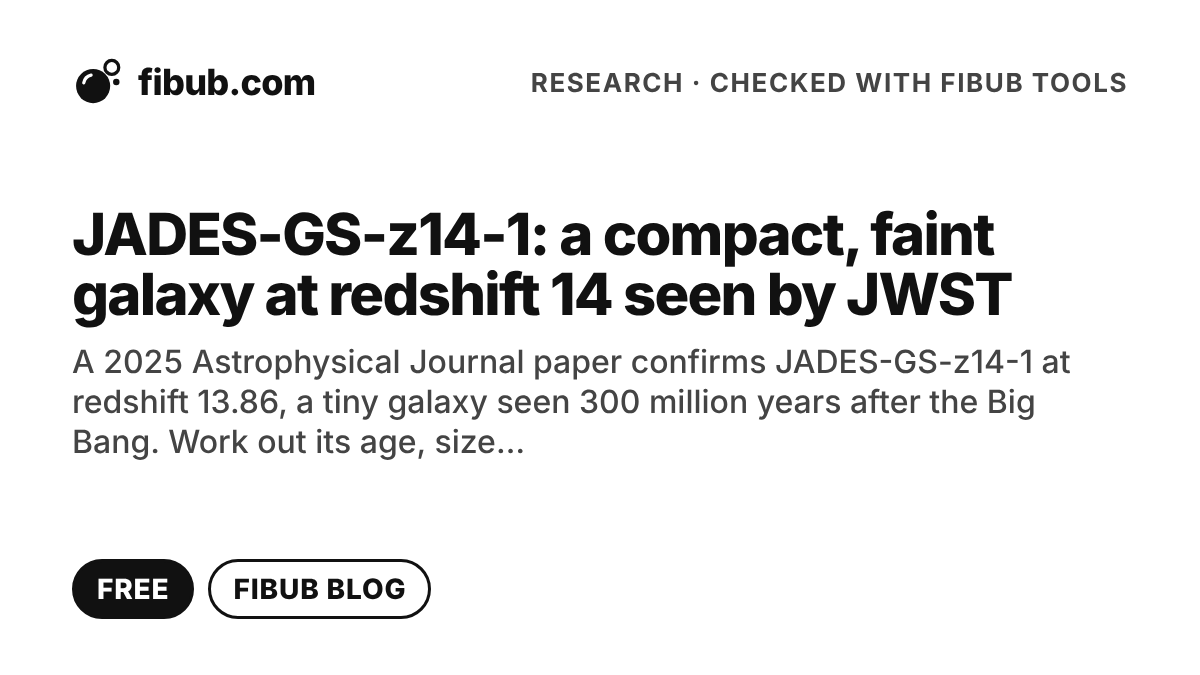 fibub.com
RESEARCH · CHECKED WITH FIBUB TOOLS
JADES-GS-z14-1: a compact, faint
galaxy at redshift 14 seen by JWST
A 2025 Astrophysical Journal paper confirms JADES-GS-z14-1 at
redshift 13.86, a tiny galaxy seen 300 million years after the Big
Bang. Work out its age, size...
FREE
FIBUB BLOG